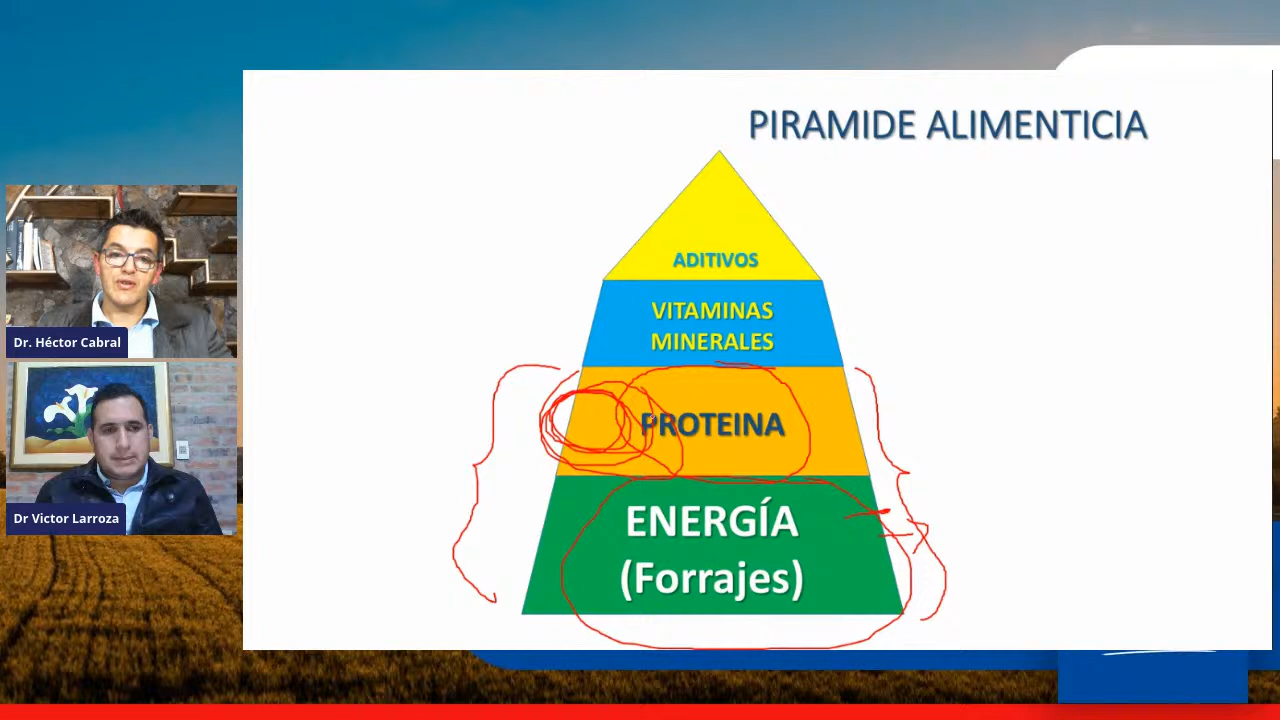 PIRAMIDE ALIMENTICIA
ADITIVOS
VITAMINAS
MINERALES
PROTEINA
ENERGÍA
(Forrajes)
Dr. Héctor Cabral
Dr Victor Larroza